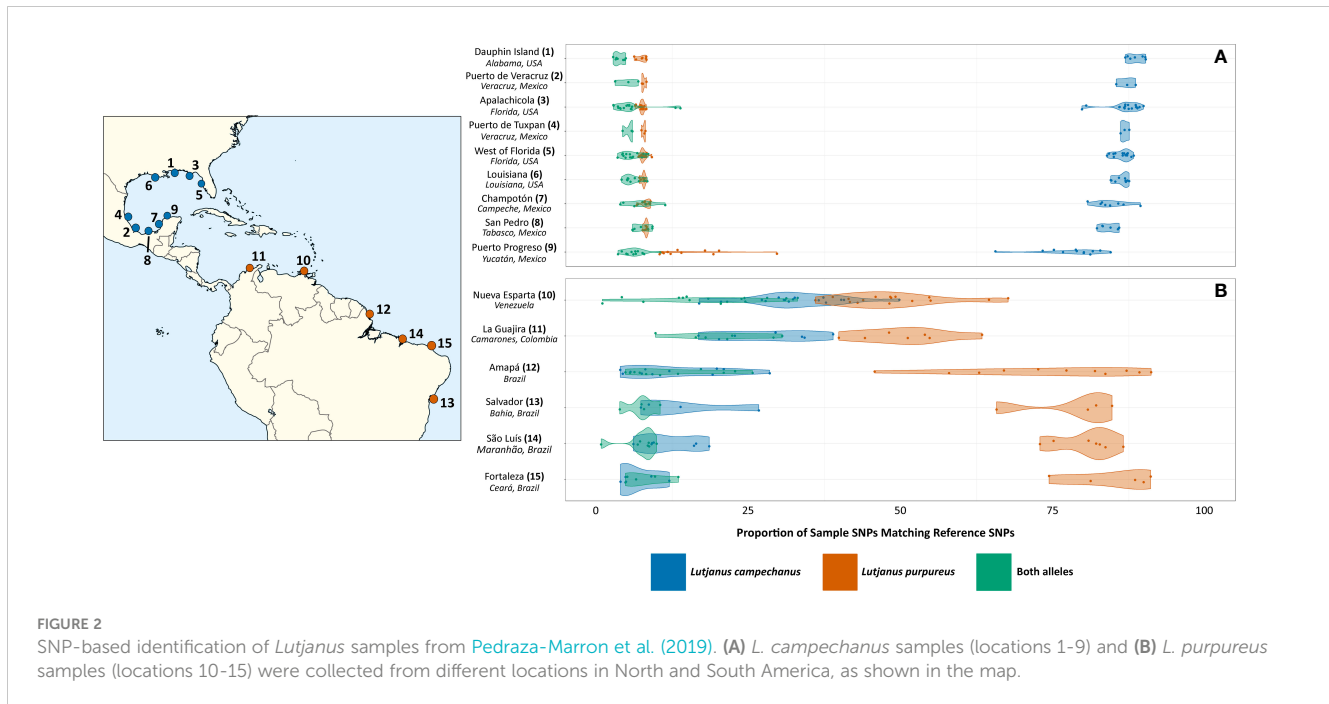 A
Dauphin Island (1)
Alabama, USA
Puerto de Veracruz (2)
Veracruz, Mexico
Apalachicola (3)
Florida, USA
Puerto de Tuxpan (4)
Veracruz, Mexico
West of Florida (5)
Florida, USA
Louisiana (6)
Louisiana, USA
Champotón (7)
Campeche, Mexico
San Pedro (8)
Tabasco, Mexico
Puerto Progreso (9)
Yucatán, Mexico
1
3
6
5
4
9
7
2
8
11
10
12
14
15
13
B
Nueva Esparta (10)
Venezuela
La Guajira (11)
Camarones, Colombia
Amapá (12)
Brazil
Salvador (13)
Bahia, Brazil
São Luís (14)
Maranhão, Brazil
Fortaleza (15)
Ceará, Brazil
0 25 50 75 100
Proportion of Sample SNPs Matching Reference SNPs
Lutjanus campechanus Lutjanus purpureus Both alleles
FIGURE 2
SNP-based identification of Lutjanus samples from Pedraza-Marron et al. (2019). (A) L. campechanus samples (locations 1-9) and (B) L. purpureus
samples (locations 10-15) were collected from different locations in North and South America, as shown in the map.